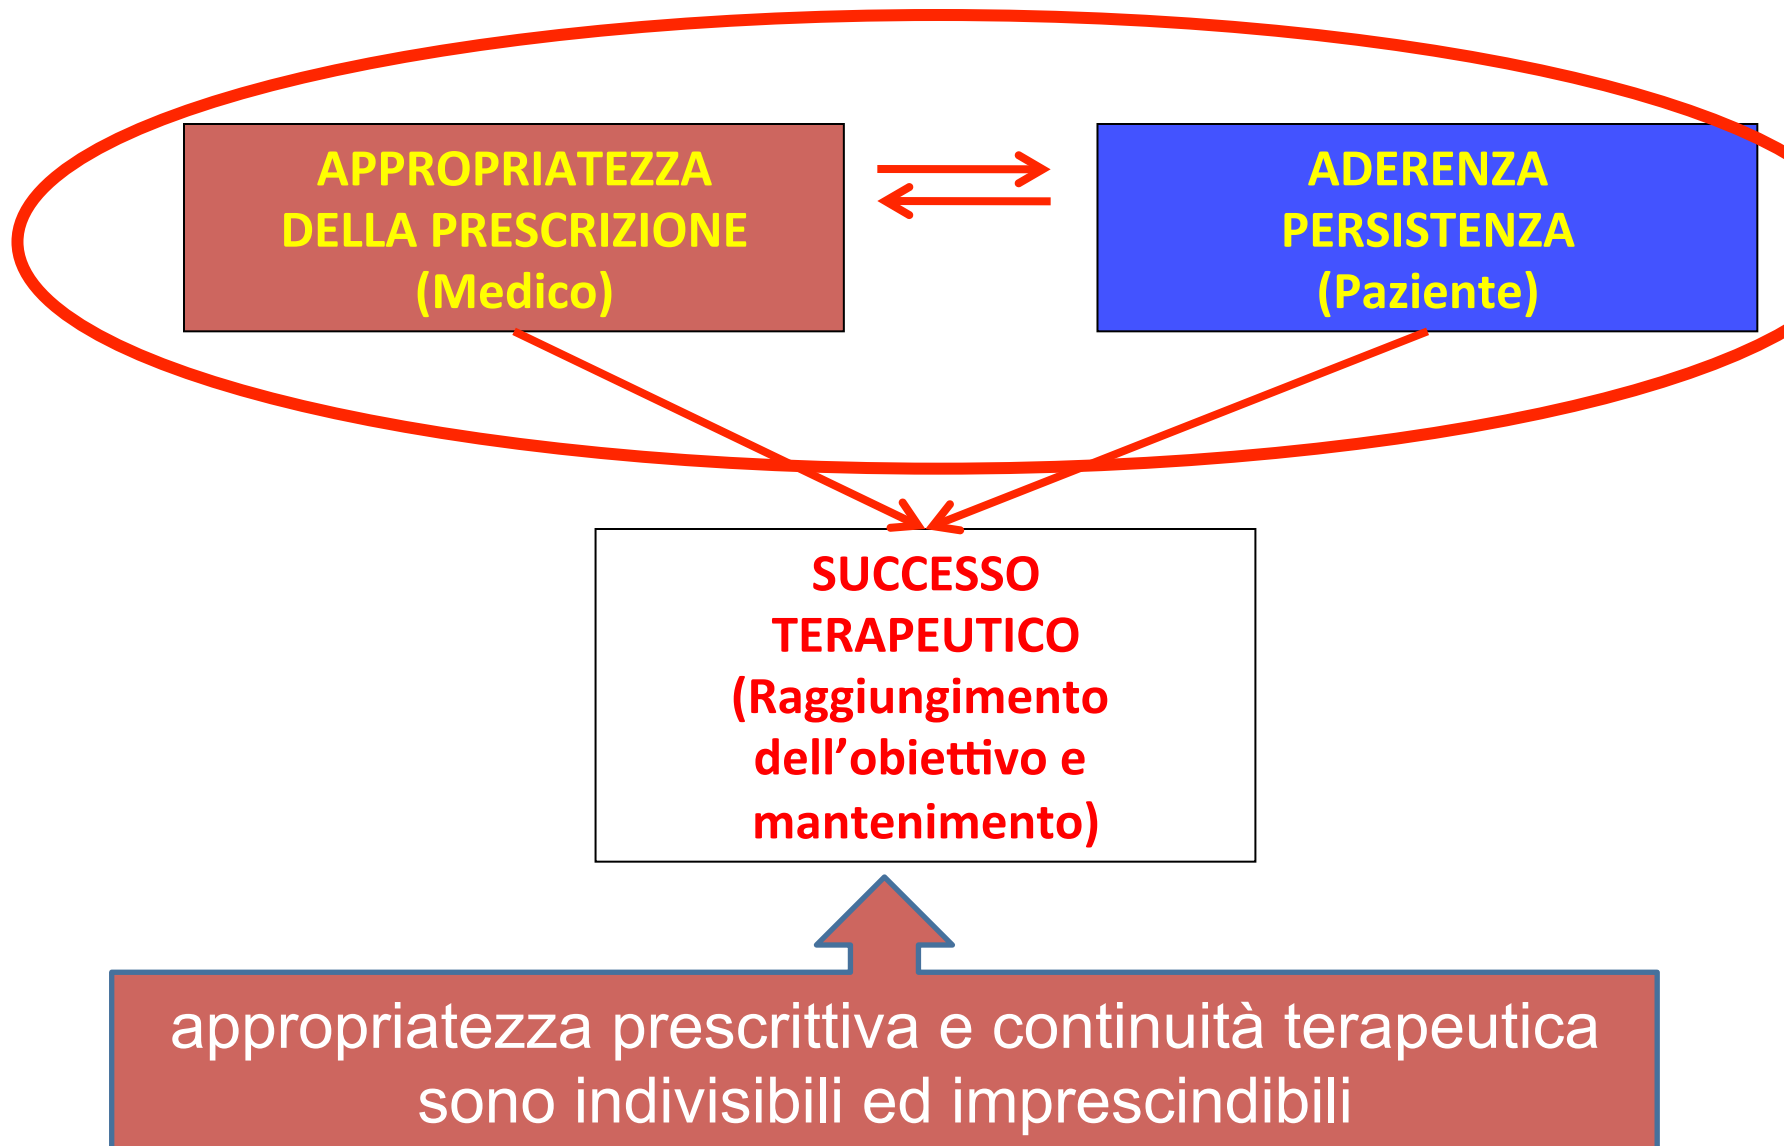 APPROPRIATEZZA
DELLA PRESCRIZIONE
(Medico)
ADERENZA
PERSISTENZA
(Paziente)
SUCCESSO
TERAPEUTICO
(Raggiungimento
dell’obiettivo e
mantenimento)
appropriatezza prescrittiva e continuità terapeutica
sono indivisibili ed imprescindibili